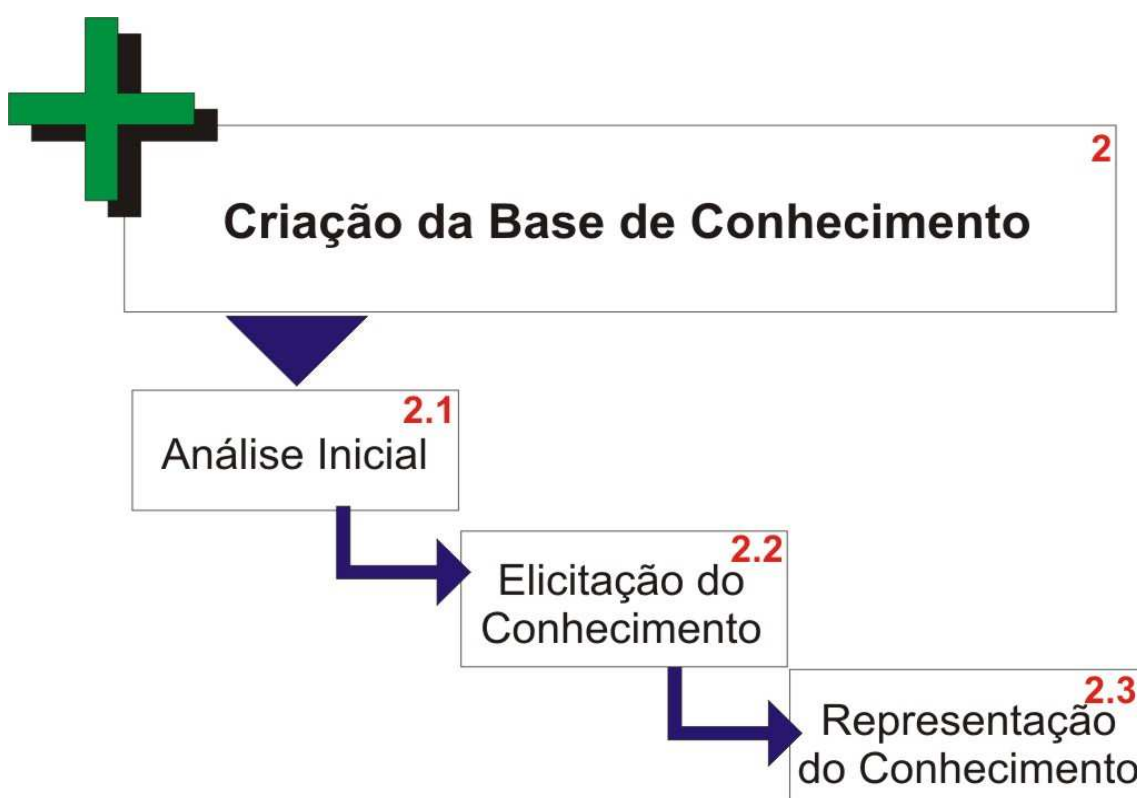 2
Criação da Base de Conhecimento
2.1
Análise Inicial
2.2
Elicitação do
Conhecimento
2.3
Representação
do Conhecimento